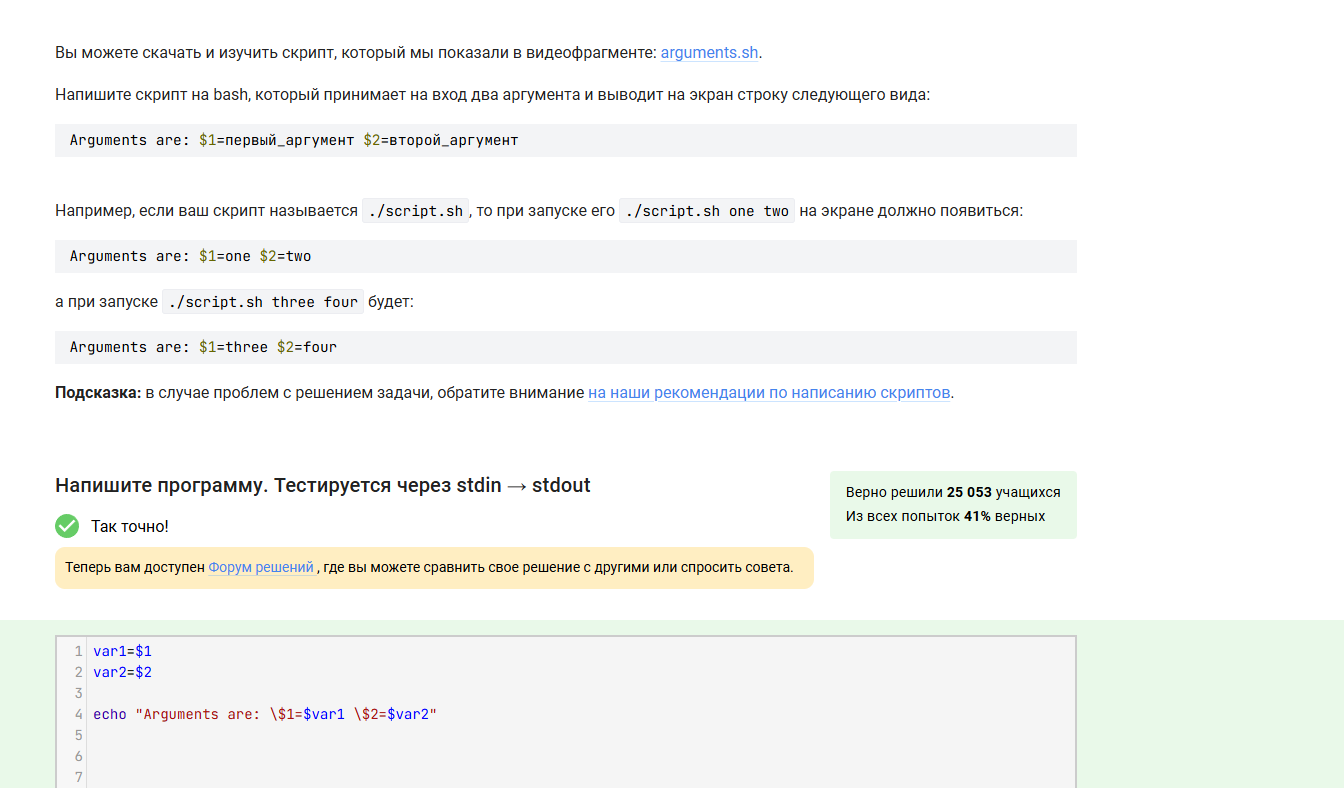 Вы можете скачать и изучить скрипт, который мы показали в видеофрагменте: arguments.sh.
Напишите скрипт на bash, который принимает на вход два аргумента и выводит на экран строку следующего вида:
Arguments are: $1=первый_аргумент $2=второй_аргумент
Например, если ваш скрипт называется ./script.sh, то при запуске его ./script.sh one two на экране должно появиться:
Arguments are: $1=one $2=two
а при запуске ./script.sh three four будет:
Arguments are: $1=three $2=four
Подсказка: в случае проблем с решением задачи, обратите внимание на наши рекомендации по написанию скриптов.
Напишите программу. Тестируется через stdin → stdout
Верно решили 25 053 учащихся
Из всех попыток 41% верных
Так точно!
Теперь вам доступен Форум решений, где вы можете сравнить свое решение с другими или спросить совета.
1 var1=$1
2 var2=$2
3
4 echo "Arguments are: \$1=$var1 \$2=$var2"
5
6
7